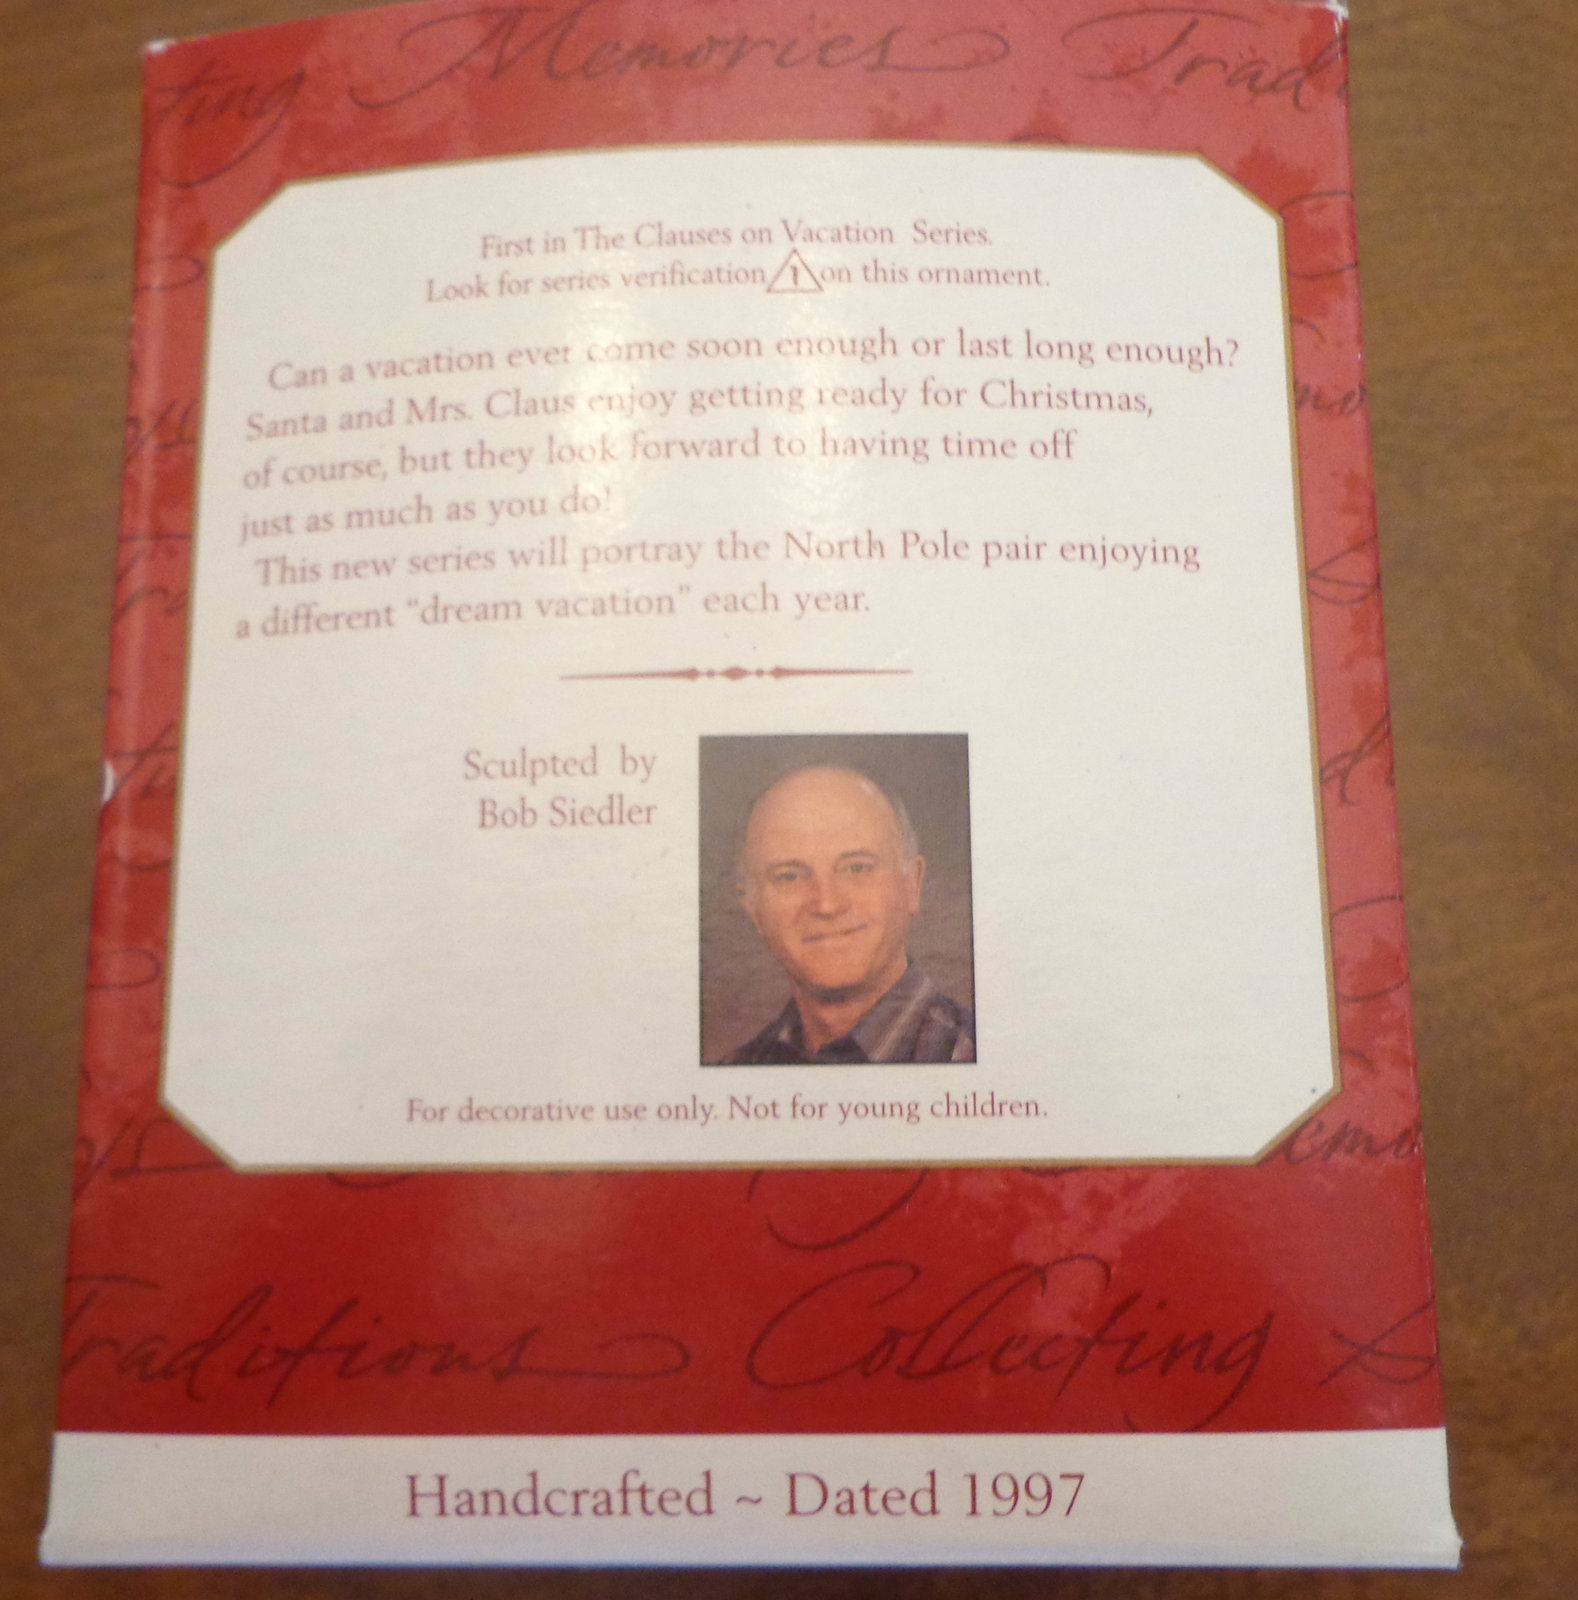 ting Memories Trad
First in The Clauses on Vacation Series.
Look for series verification 1 on this ornament.
Can a vacation ever come soon enough or last long enough?
Santa and Mrs. Claus enjoy getting ready for Christmas,
of course, but they look forward to having time off
just as much as you do!
This new series will portray the North Pole pair enjoying
a different "dream vacation" each year.
Sculpted by
Bob Siedler
For decorative use only. Not for young children.
Traditions Collecting
Handcrafted ~ Dated 1997